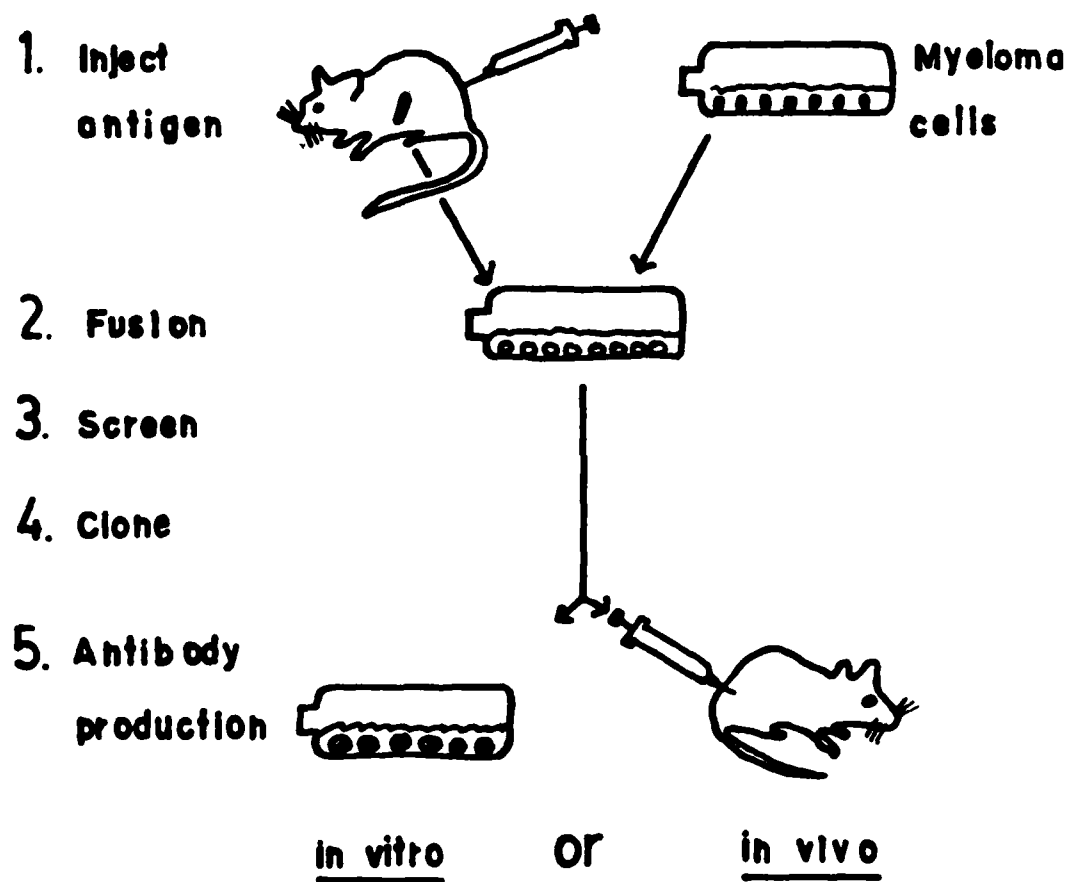 1. Inject
antigen
Myeloma
cells
2. Fusion
3. Screen
4. Clone
5. Antibody
production
in vitro or in vivo